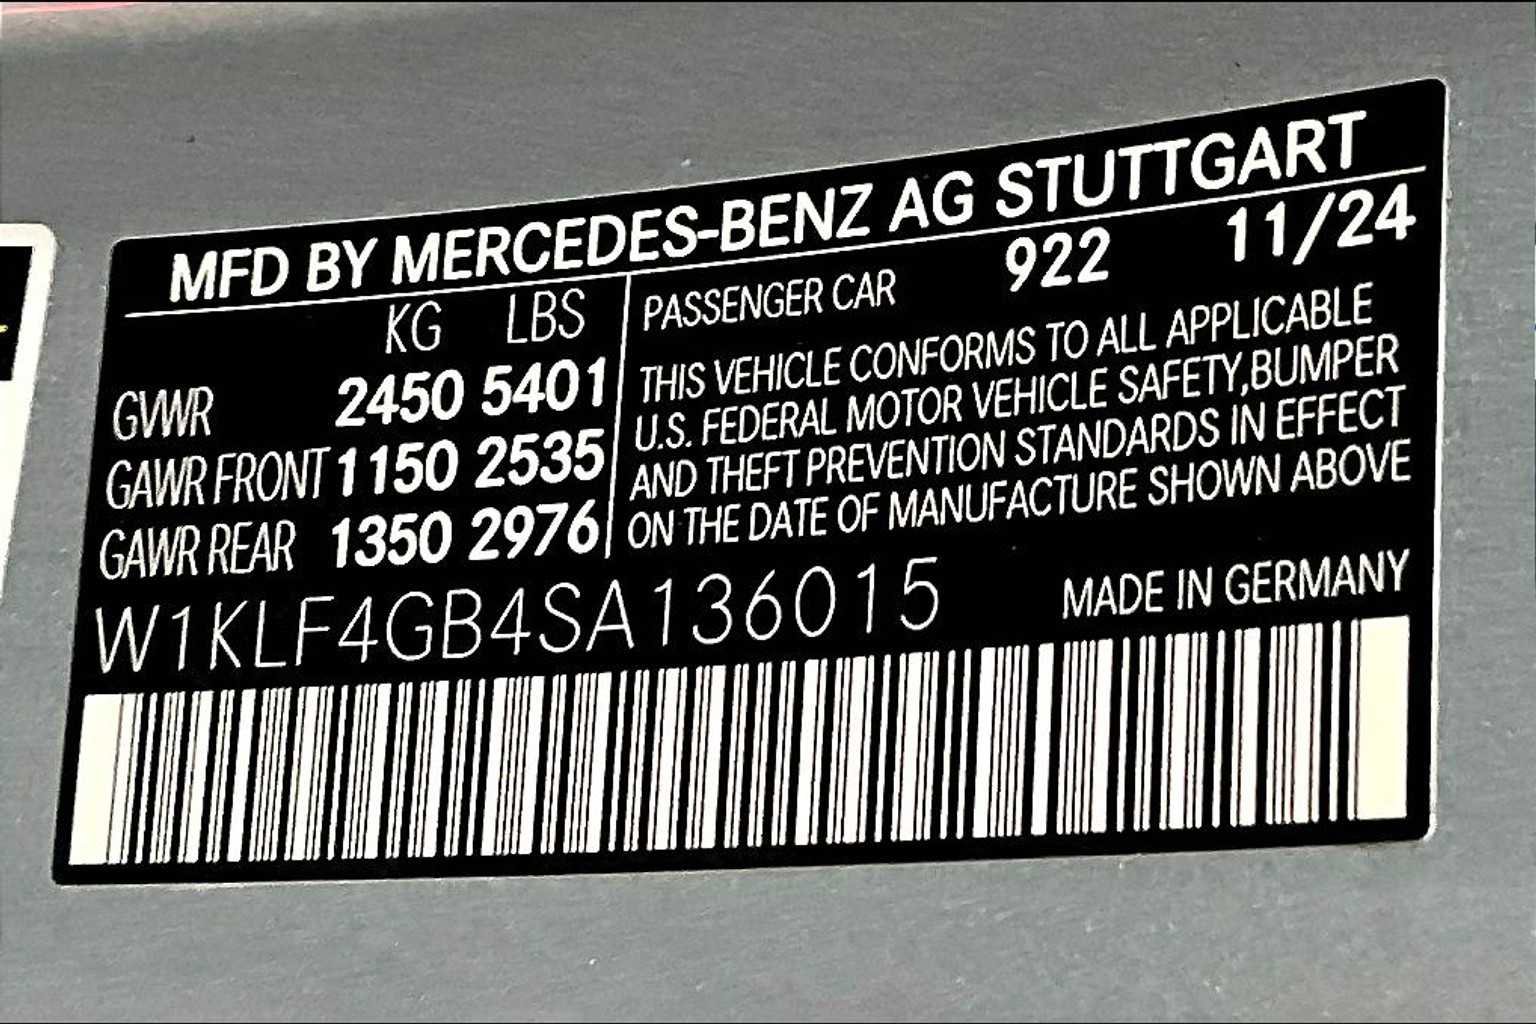 MFD BY MERCEDES-BENZ AG STUTTGART
KG LBS
GVWR 2450 5401
GAWR FRONT 1150 2535
GAWR REAR 1350 2976
PASSENGER CAR 922 11/24
THIS VEHICLE CONFORMS TO ALL APPLICABLE
U.S. FEDERAL MOTOR VEHICLE SAFETY,BUMPER
AND THEFT PREVENTION STANDARDS IN EFFECT
ON THE DATE OF MANUFACTURE SHOWN ABOVE
W1KLF4GB4SA136015
MADE IN GERMANY